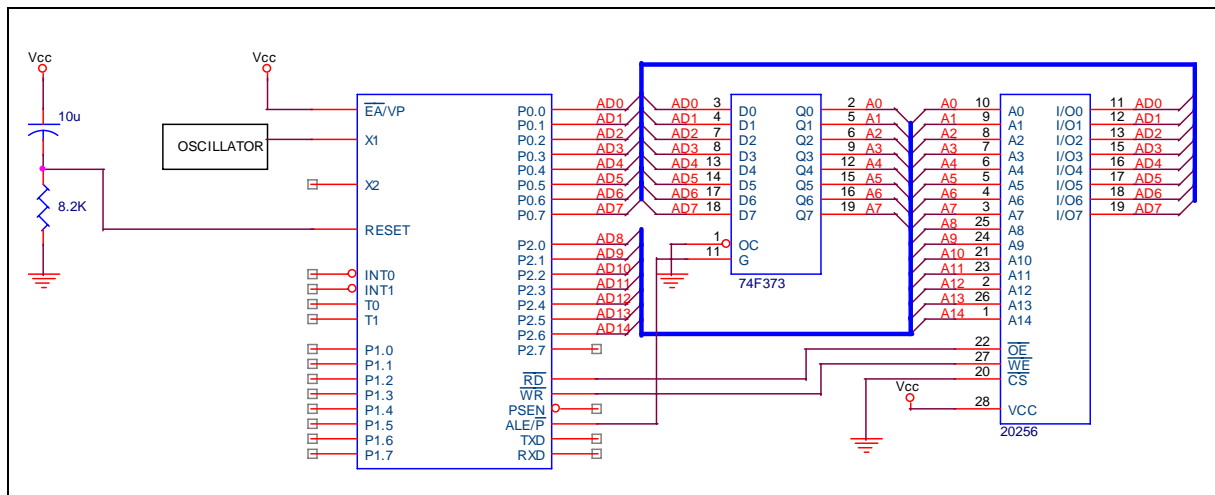 Vcc
10u
8.2K
Vcc
OSCILLATOR
EA/VP
X1
X2
RESET
INT0
INT1
T0
T1
P1.0
P1.1
P1.2
P1.3
P1.4
P1.5
P1.6
P1.7
P0.0
P0.1
P0.2
P0.3
P0.4
P0.5
P0.6
P0.7
P2.0
P2.1
P2.2
P2.3
P2.4
P2.5
P2.6
P2.7
RD
WR
PSEN
ALE/P
TXD
RXD
AD0
AD1
AD2
AD3
AD4
AD5
AD6
AD7
AD8
AD9
AD10
AD11
AD12
AD13
AD14
AD0 3 D0
AD1 4 D1
AD2 7 D2
AD3 8 D3
AD4 13 D4
AD5 14 D5
AD6 17 D6
AD7 18 D7
1 OC
11 G
Q0 2 A0
Q1 5 A1
Q2 6 A2
Q3 9 A3
Q4 12 A4
Q5 15 A5
Q6 16 A6
Q7 19 A7
74F373
A0 10 A0
A1 9 A1
A2 8 A2
A3 7 A3
A4 6 A4
A5 5 A5
A6 4 A6
A7 3 A7
A8 25 A8
A9 24 A9
A10 21 A10
A11 23 A11
A12 2 A12
A13 26 A13
A14 1 A14
22 OE
27 WE
20 CS
Vcc
28 VCC
I/O0 11 AD0
I/O1 12 AD1
I/O2 13 AD2
I/O3 15 AD3
I/O4 16 AD4
I/O5 17 AD5
I/O6 18 AD6
I/O7 19 AD7
20256